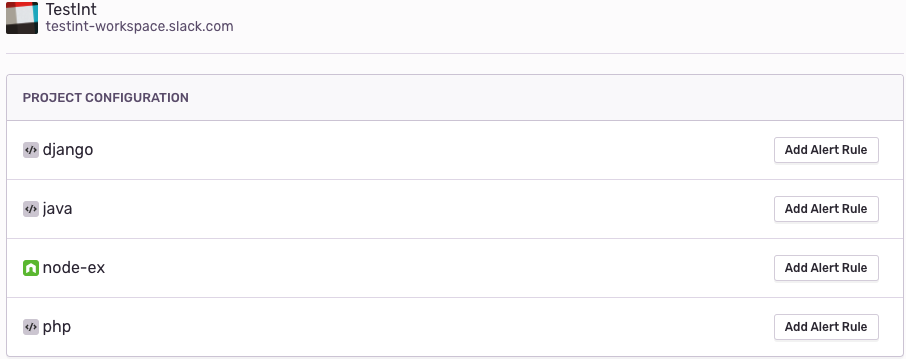 TestInt
testint-workspace.slack.com
PROJECT CONFIGURATION
django Add Alert Rule
java Add Alert Rule
node-ex Add Alert Rule
php Add Alert Rule